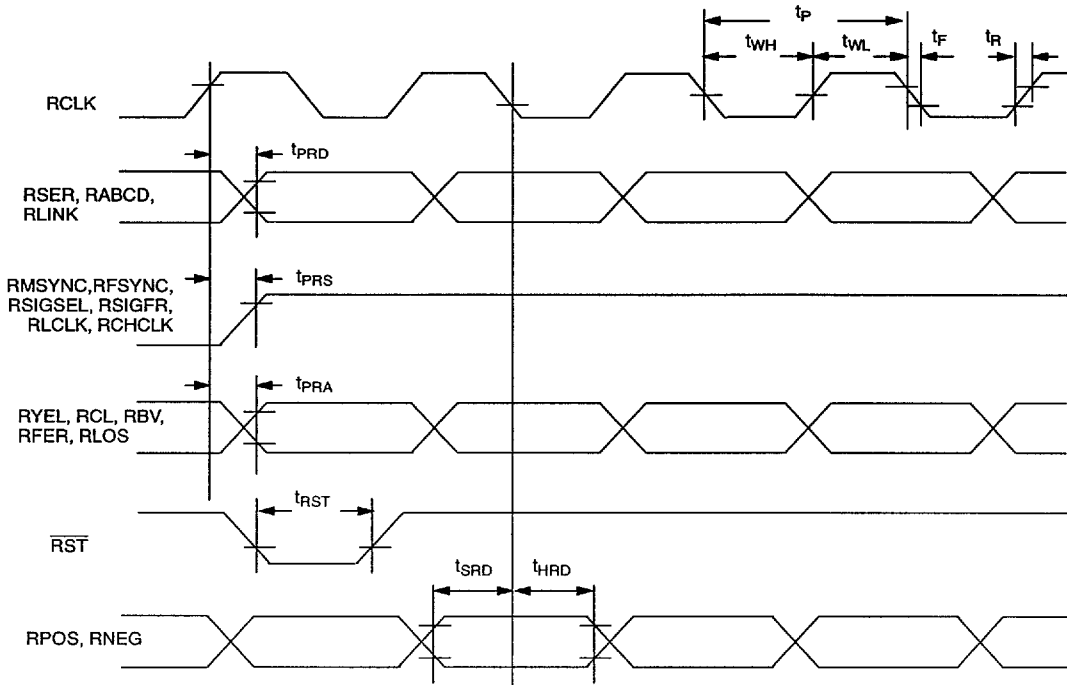 tP
tWH tWL tF tR
RCLK
tPRD
RSER, RABCD,
RLINK
tPRS
RMSYNC,RFSYNC,
RSIGSEL, RSIGFR,
RLCLK, RCHCLK
tPRA
RYEL, RCL, RBV,
RFER, RLOS
tRST
RST
tSRD tHRD
RPOS, RNEG